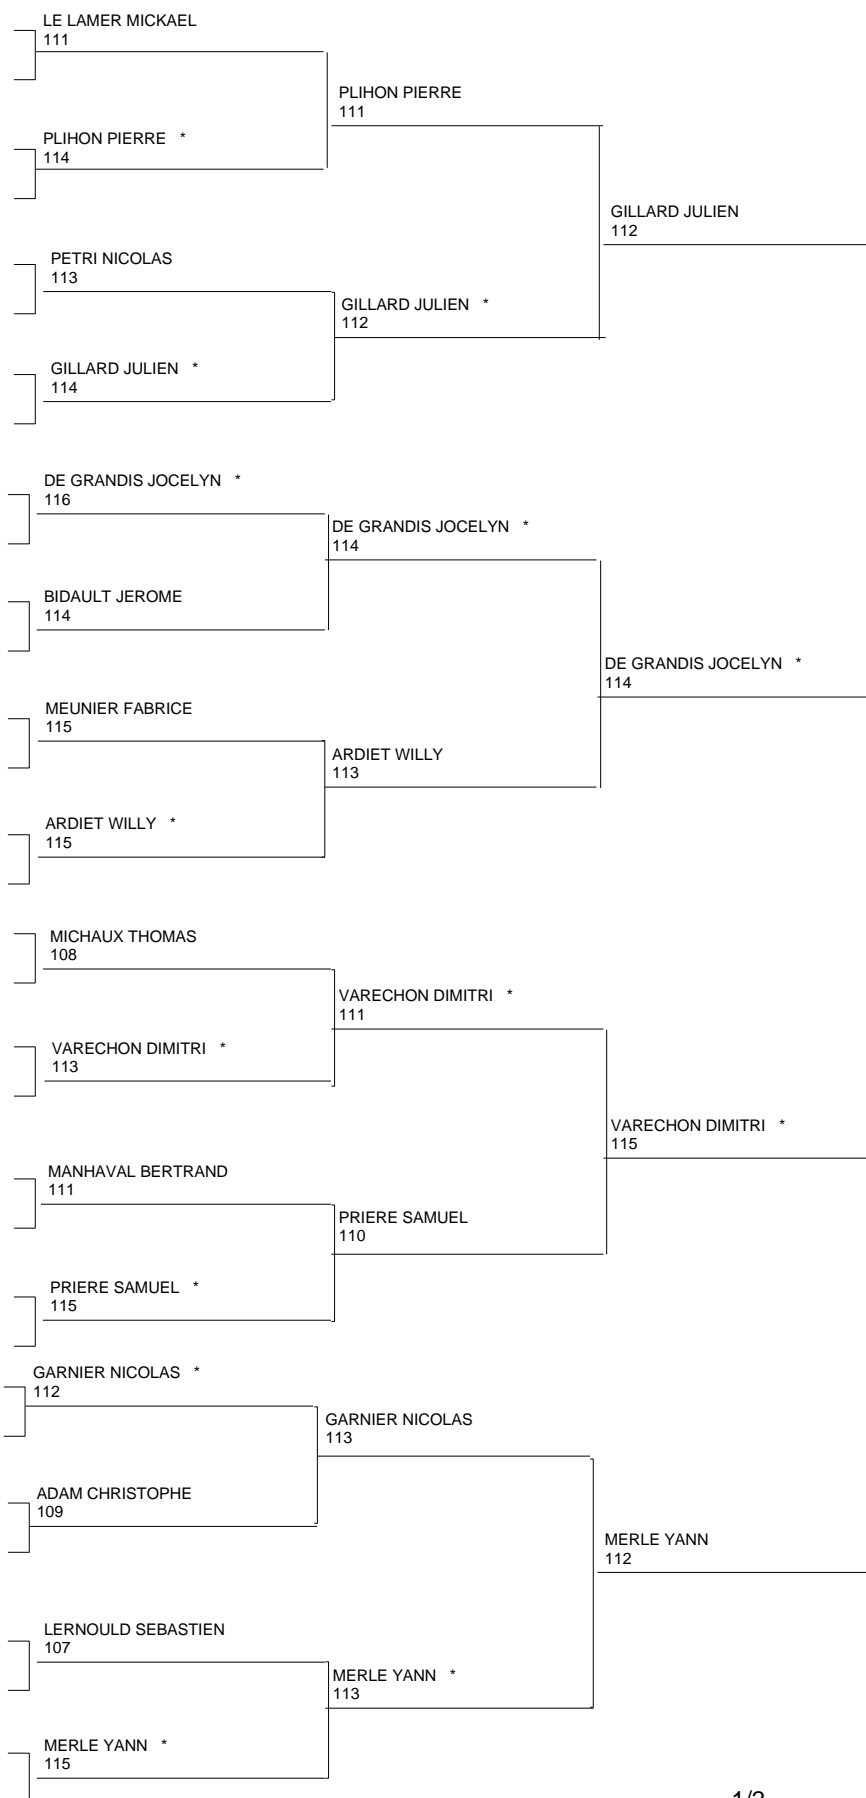 LE LAMER MICKAEL
111
PLIHON PIERRE
111
PLIHON PIERRE *
114
GILLARD JULIEN
112
PETRI NICOLAS
113
GILLARD JULIEN *
112
GILLARD JULIEN *
114
DE GRANDIS JOCELYN *
116
DE GRANDIS JOCELYN *
114
BIDAULT JEROME
114
DE GRANDIS JOCELYN *
114
MEUNIER FABRICE
115
ARDIET WILLY
113
ARDIET WILLY *
115
MICHAUX THOMAS
108
VARECHON DIMITRI *
111
VARECHON DIMITRI *
113
VARECHON DIMITRI *
115
MANHAVAL BERTRAND
111
PRIERE SAMUEL
110
PRIERE SAMUEL *
115
GARNIER NICOLAS *
112
GARNIER NICOLAS
113
ADAM CHRISTOPHE
109
MERLE YANN
112
LERNOULD SEBASTIEN
107
MERLE YANN *
113
MERLE YANN *
115